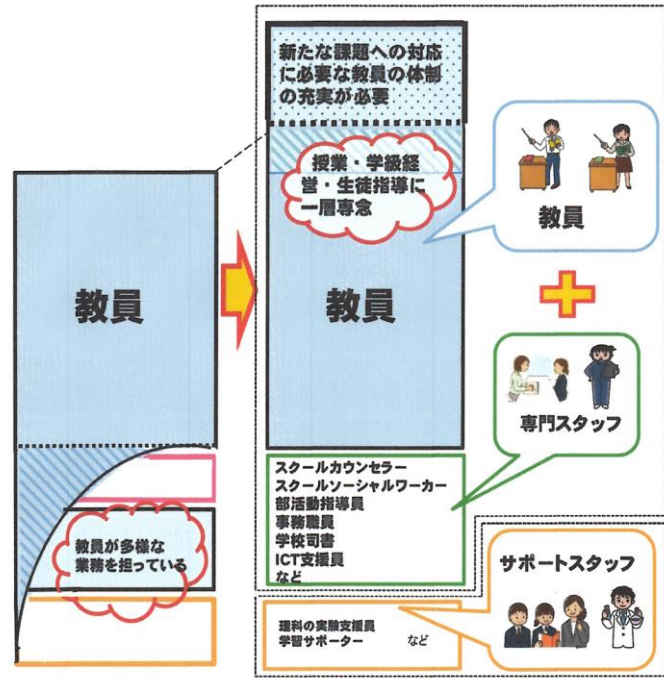 教員
教員が多様な
業務を担っている
新たな課題への対応
に必要な教員の体制
の充実が必要
授業・学級経
営・生徒指導に
一層専念
教員
スクールカウンセラー
スクールソーシャルワーカー
部活動指導員
事務職員
学校司書
ICT支援員
など
理科の実験支援員
学習サポーター など
教員
専門スタッフ
サポートスタッフ